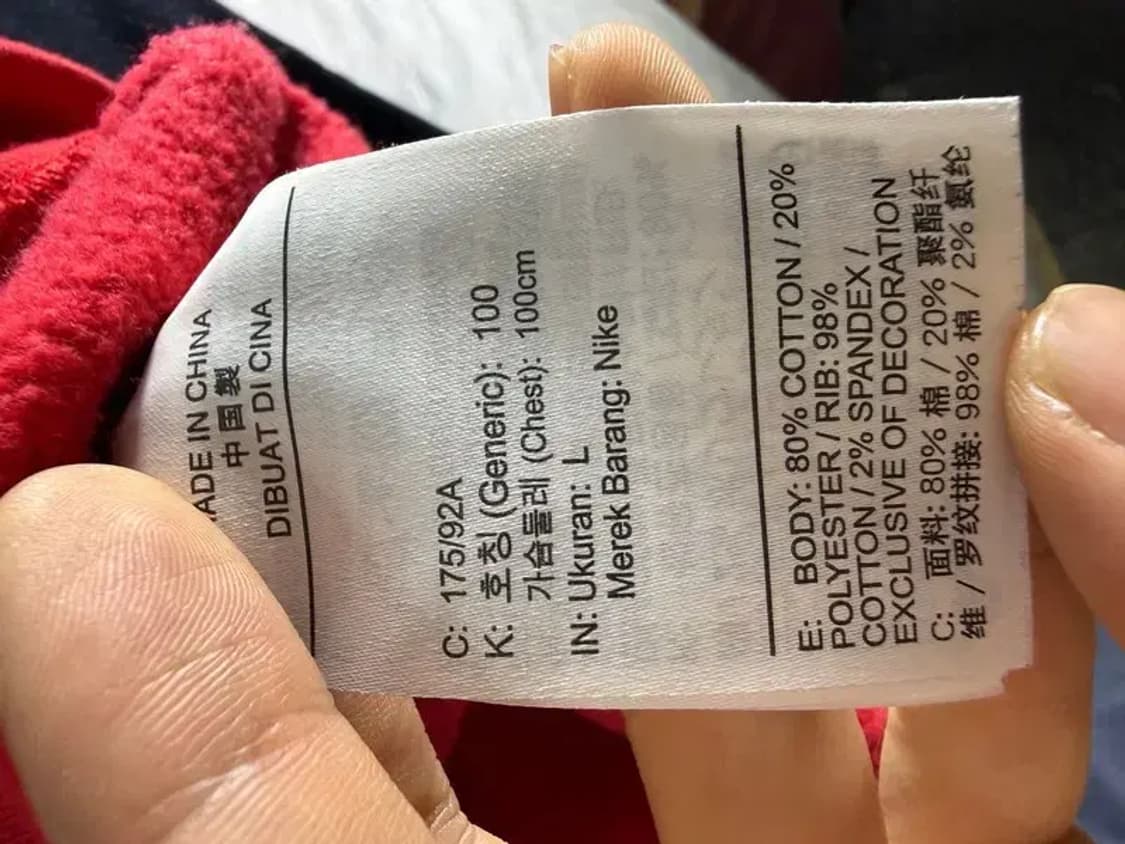 MADE IN CHINA
中国製
DIBUAT DI CINA
C: 175/92A
K: 호칭 (Generic): 100
가슴둘레 (Chest): 100cm
IN: Ukuran: L
Merek Barang: Nike
E: BODY: 80% COTTON / 20%
POLYESTER / RIB: 98%
COTTON / 2% SPANDEX /
EXCLUSIVE OF DECORATION
C: 面料: 80% 棉 / 20% 聚酯纤
维 / 罗纹拼接: 98% 棉 / 2% 氨纶